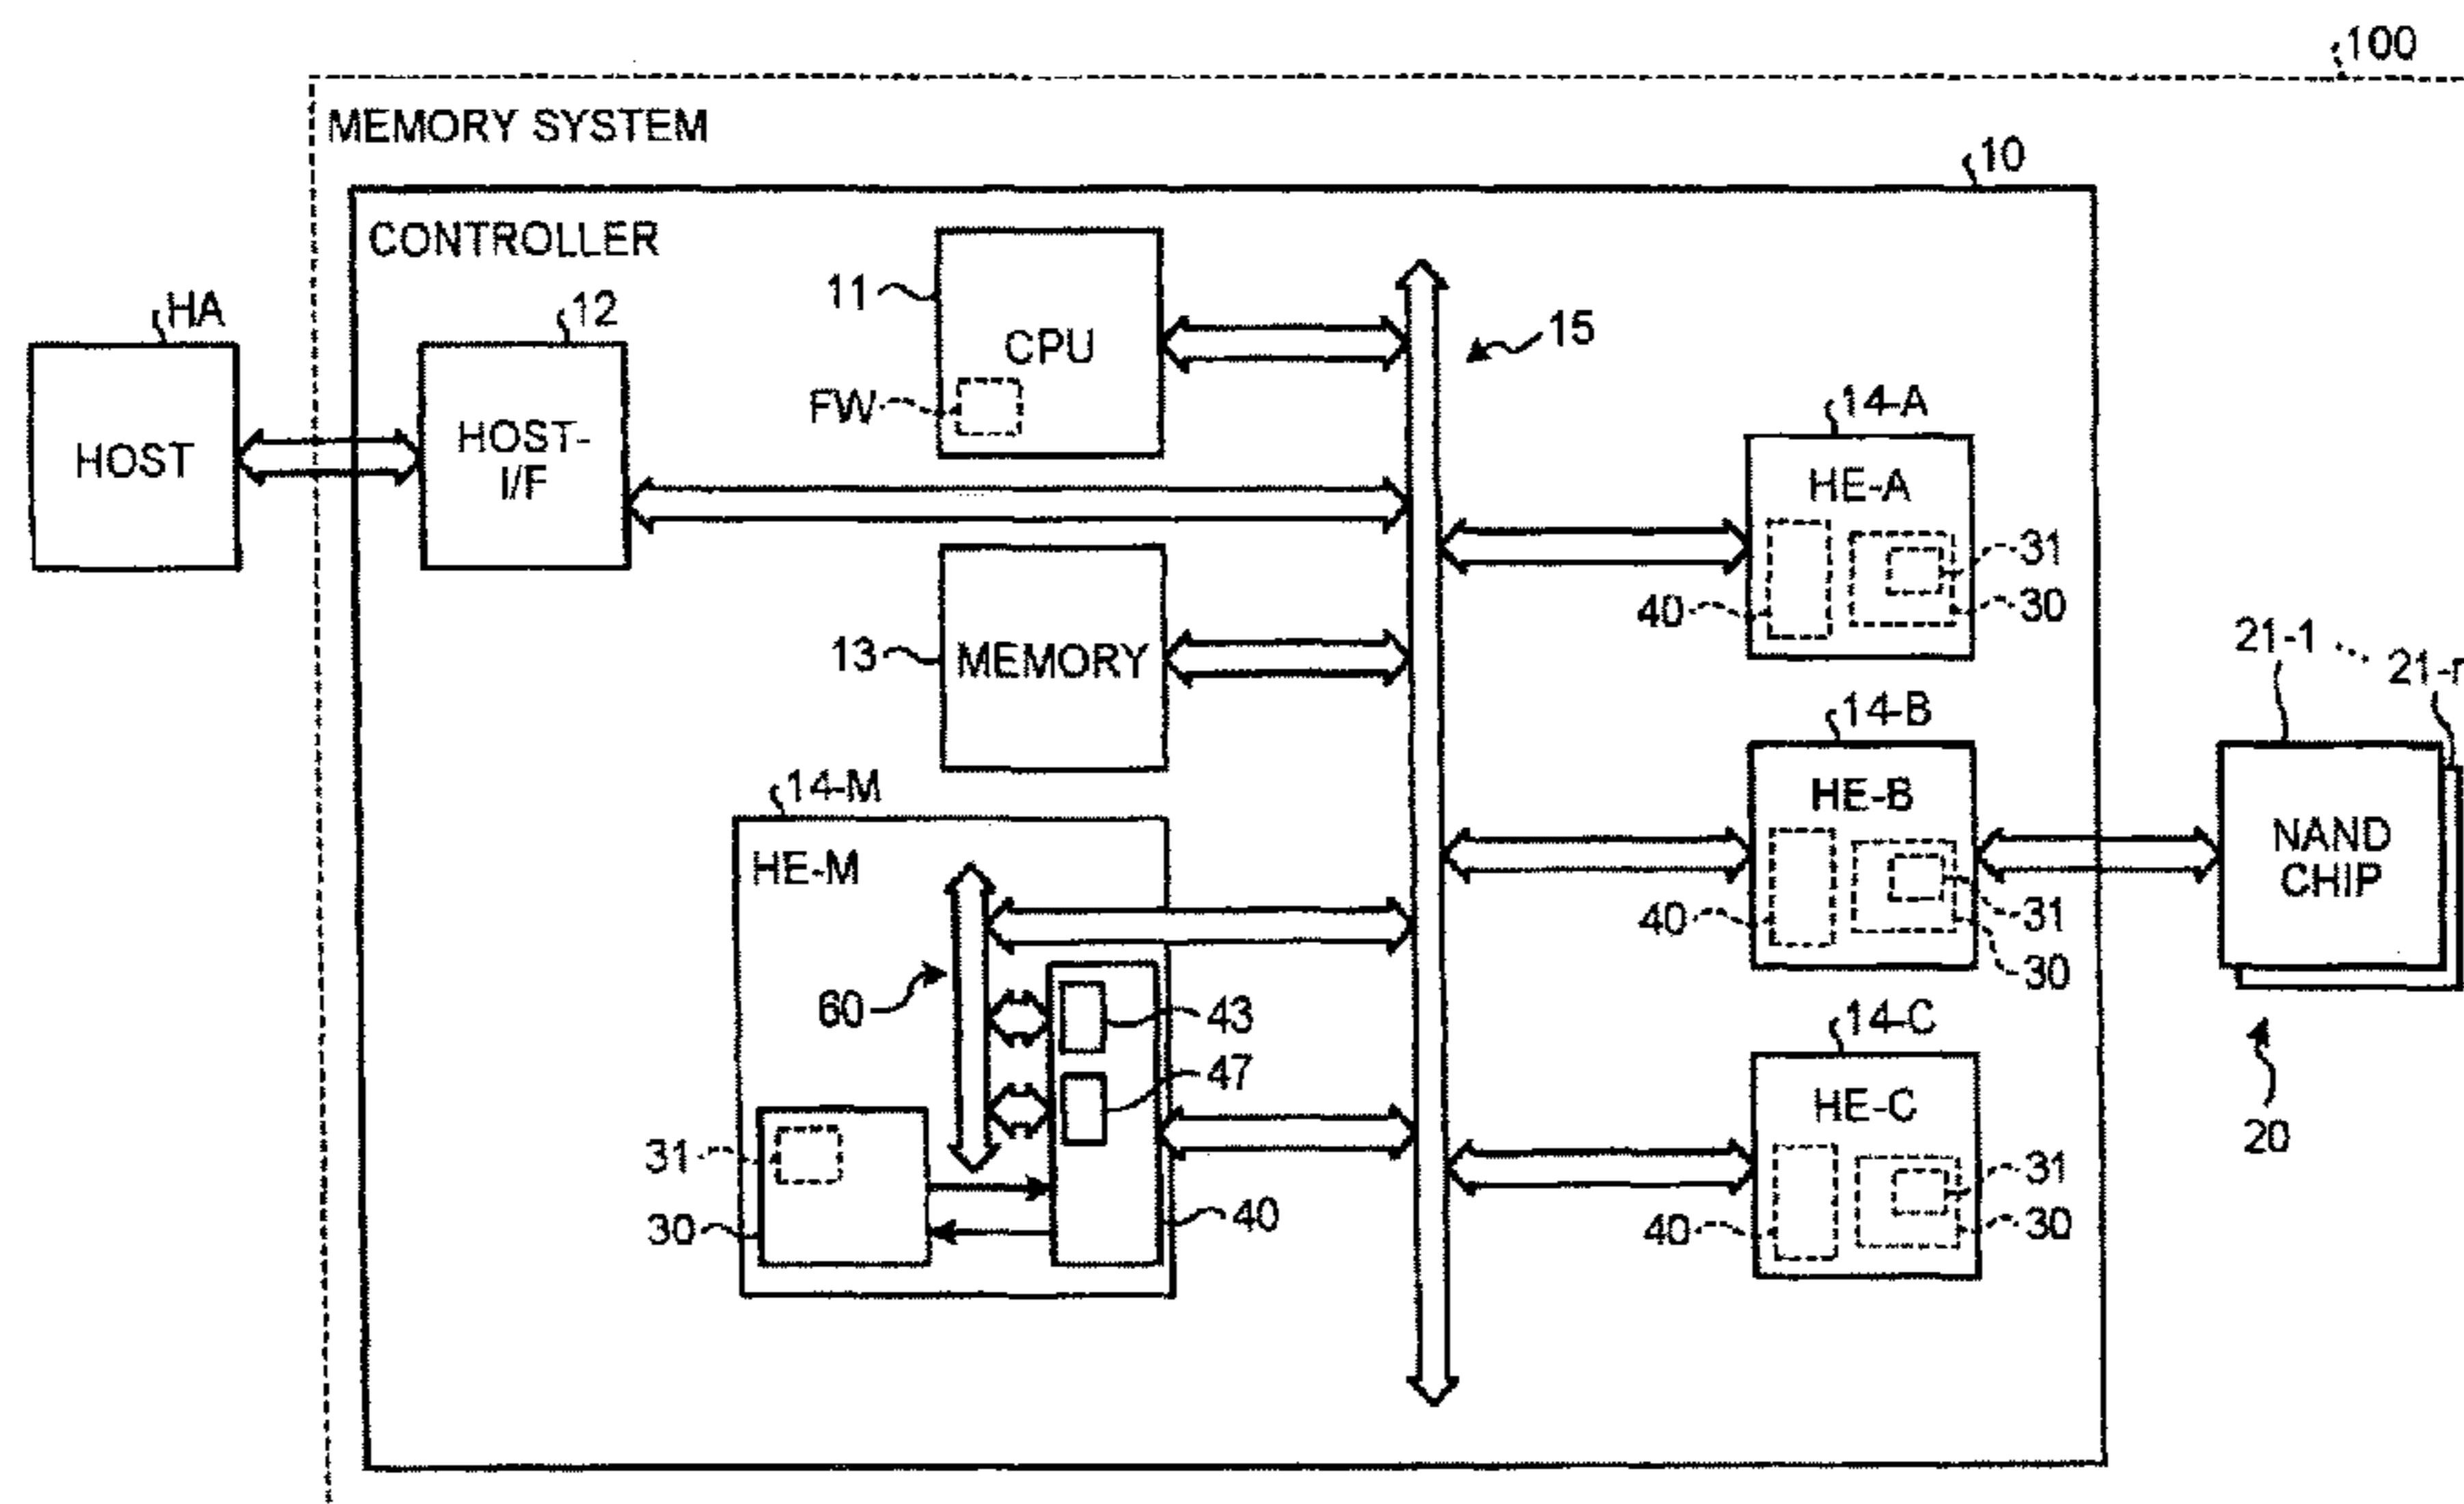 100
MEMORY SYSTEM
10
CONTROLLER
HA
12
11
CPU
FW
15
HOST
HOST-
I/F
14-A
HE-A
31
40
30
13
MEMORY
21-1
14-B
HE-B
40
31
30
NAND
CHIP
14-M
HE-M
60
43
47
14-C
HE-C
20
31
30
40
31
40
30